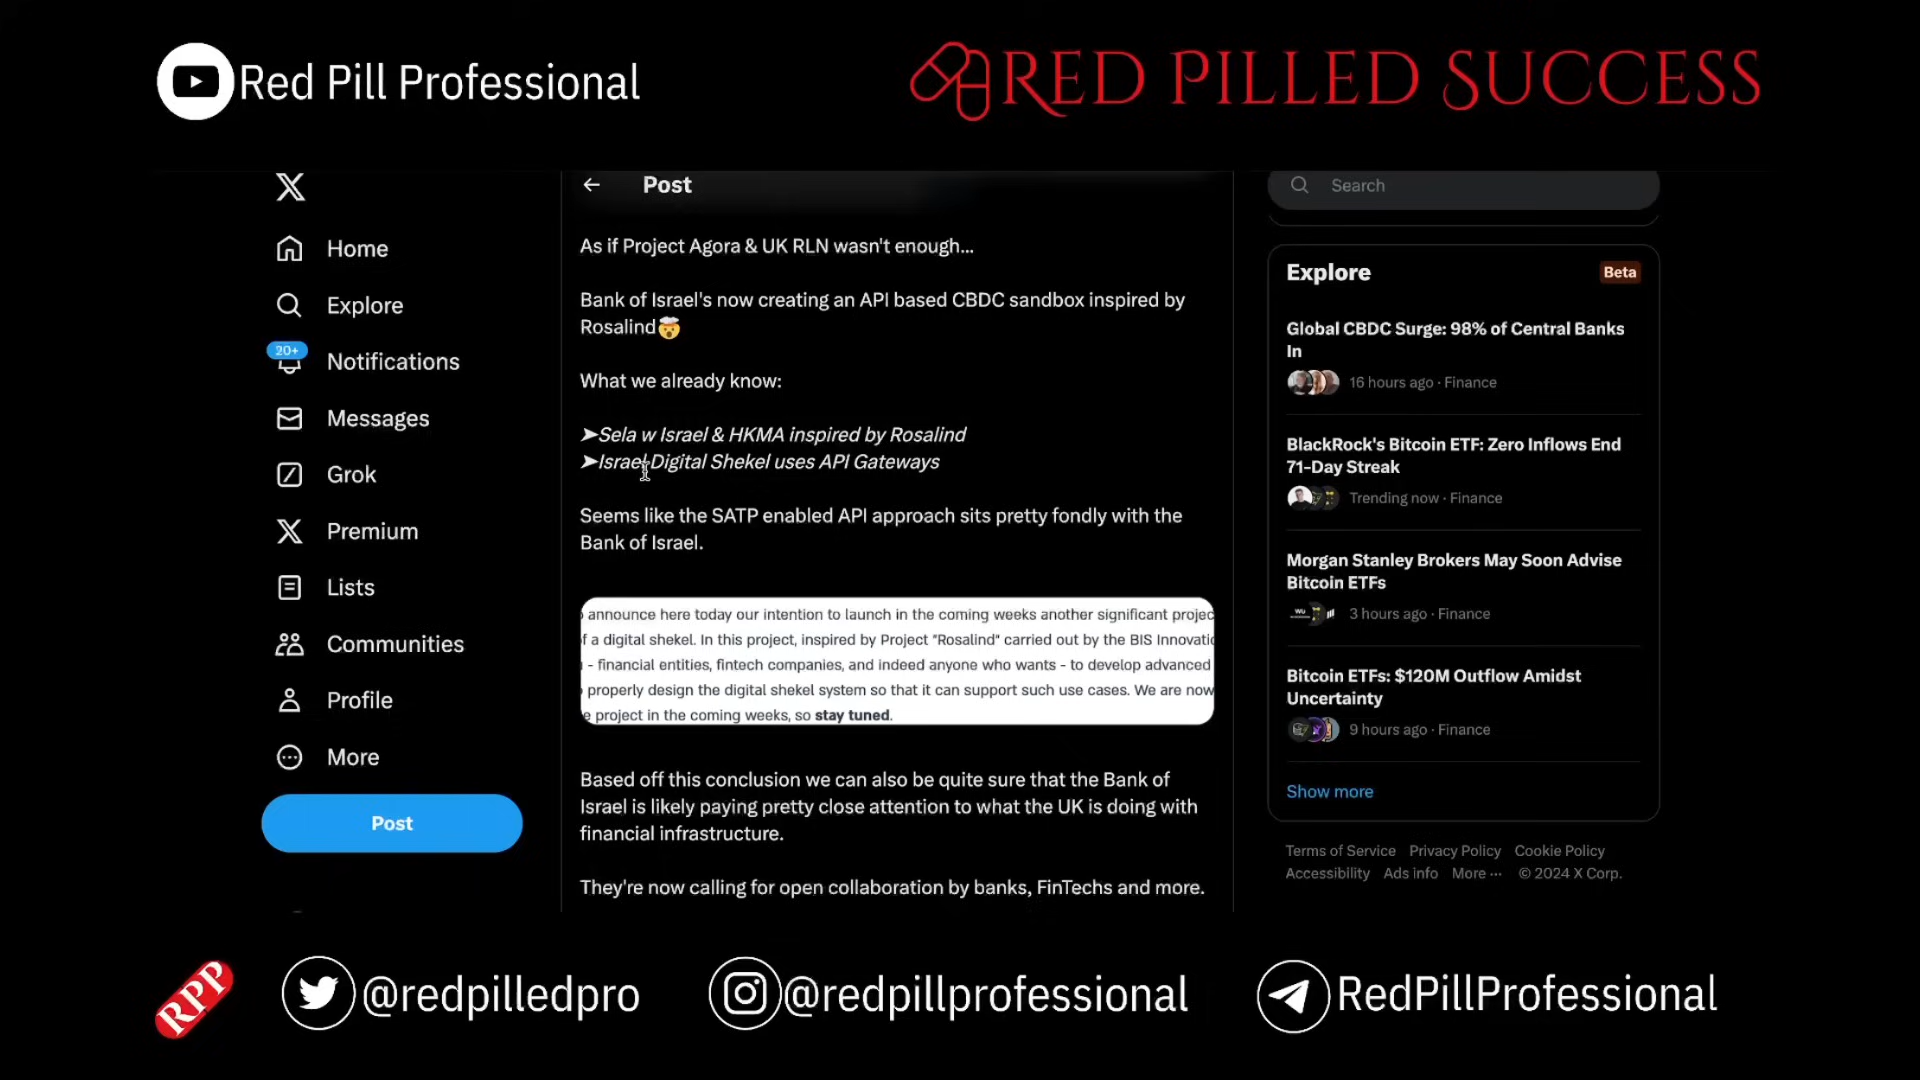 Red Pill Professional
RED PILLED SUCCESS
Post
Search
Home
Explore
20+
Notifications
Messages
Grok
Premium
Lists
Communities
Profile
More
Post
As if Project Agora & UK RLN wasn't enough...
Bank of Israel's now creating an API based CBDC sandbox inspired by
Rosalind🤯
What we already know:
➤Sela w Israel & HKMA inspired by Rosalind
➤Israel Digital Shekel uses API Gateways
Seems like the SATP enabled API approach sits pretty fondly with the
Bank of Israel.
announce here today our intention to launch in the coming weeks another significant projec
f a digital shekel. In this project, inspired by Project "Rosalind" carried out by the BIS Innovatio
- financial entities, fintech companies, and indeed anyone who wants - to develop advanced
properly design the digital shekel system so that it can support such use cases. We are now
e project in the coming weeks, so stay tuned.
Based off this conclusion we can also be quite sure that the Bank of
Israel is likely paying pretty close attention to what the UK is doing with
financial infrastructure.
They're now calling for open collaboration by banks, FinTechs and more.
Explore
Beta
Global CBDC Surge: 98% of Central Banks
In
16 hours ago · Finance
BlackRock's Bitcoin ETF: Zero Inflows End
71-Day Streak
Trending now · Finance
Morgan Stanley Brokers May Soon Advise
Bitcoin ETFs
3 hours ago · Finance
Bitcoin ETFs: $120M Outflow Amidst
Uncertainty
9 hours ago · Finance
Show more
Terms of Service Privacy Policy Cookie Policy
Accessibility Ads info More ··· © 2024 X Corp.
RPP
@redpilledpro
@redpillprofessional
RedPillProfessional